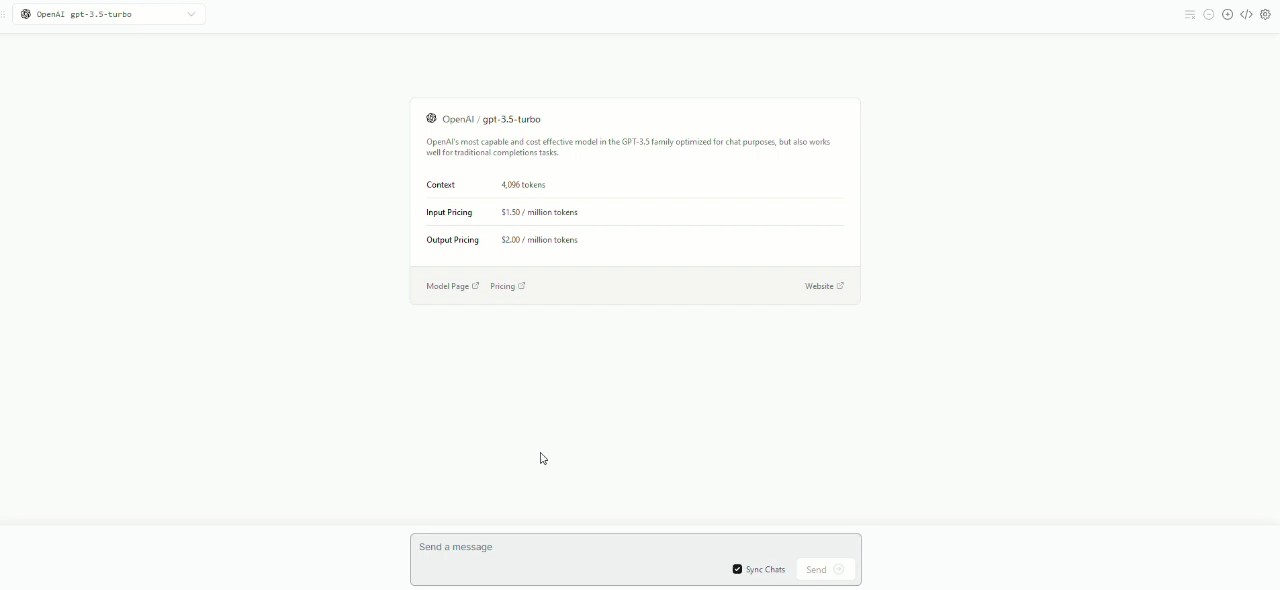 OpenAI gpt-3.5-turbo
OpenAI / gpt-3.5-turbo
OpenAI's most capable and cost effective model in the GPT-3.5 family optimized for chat purposes, but also works
well for traditional completions tasks.
Context 4,096 tokens
Input Pricing $1.50 / million tokens
Output Pricing $2.00 / million tokens
Model Page Pricing Website
Send a message
Sync Chats Send